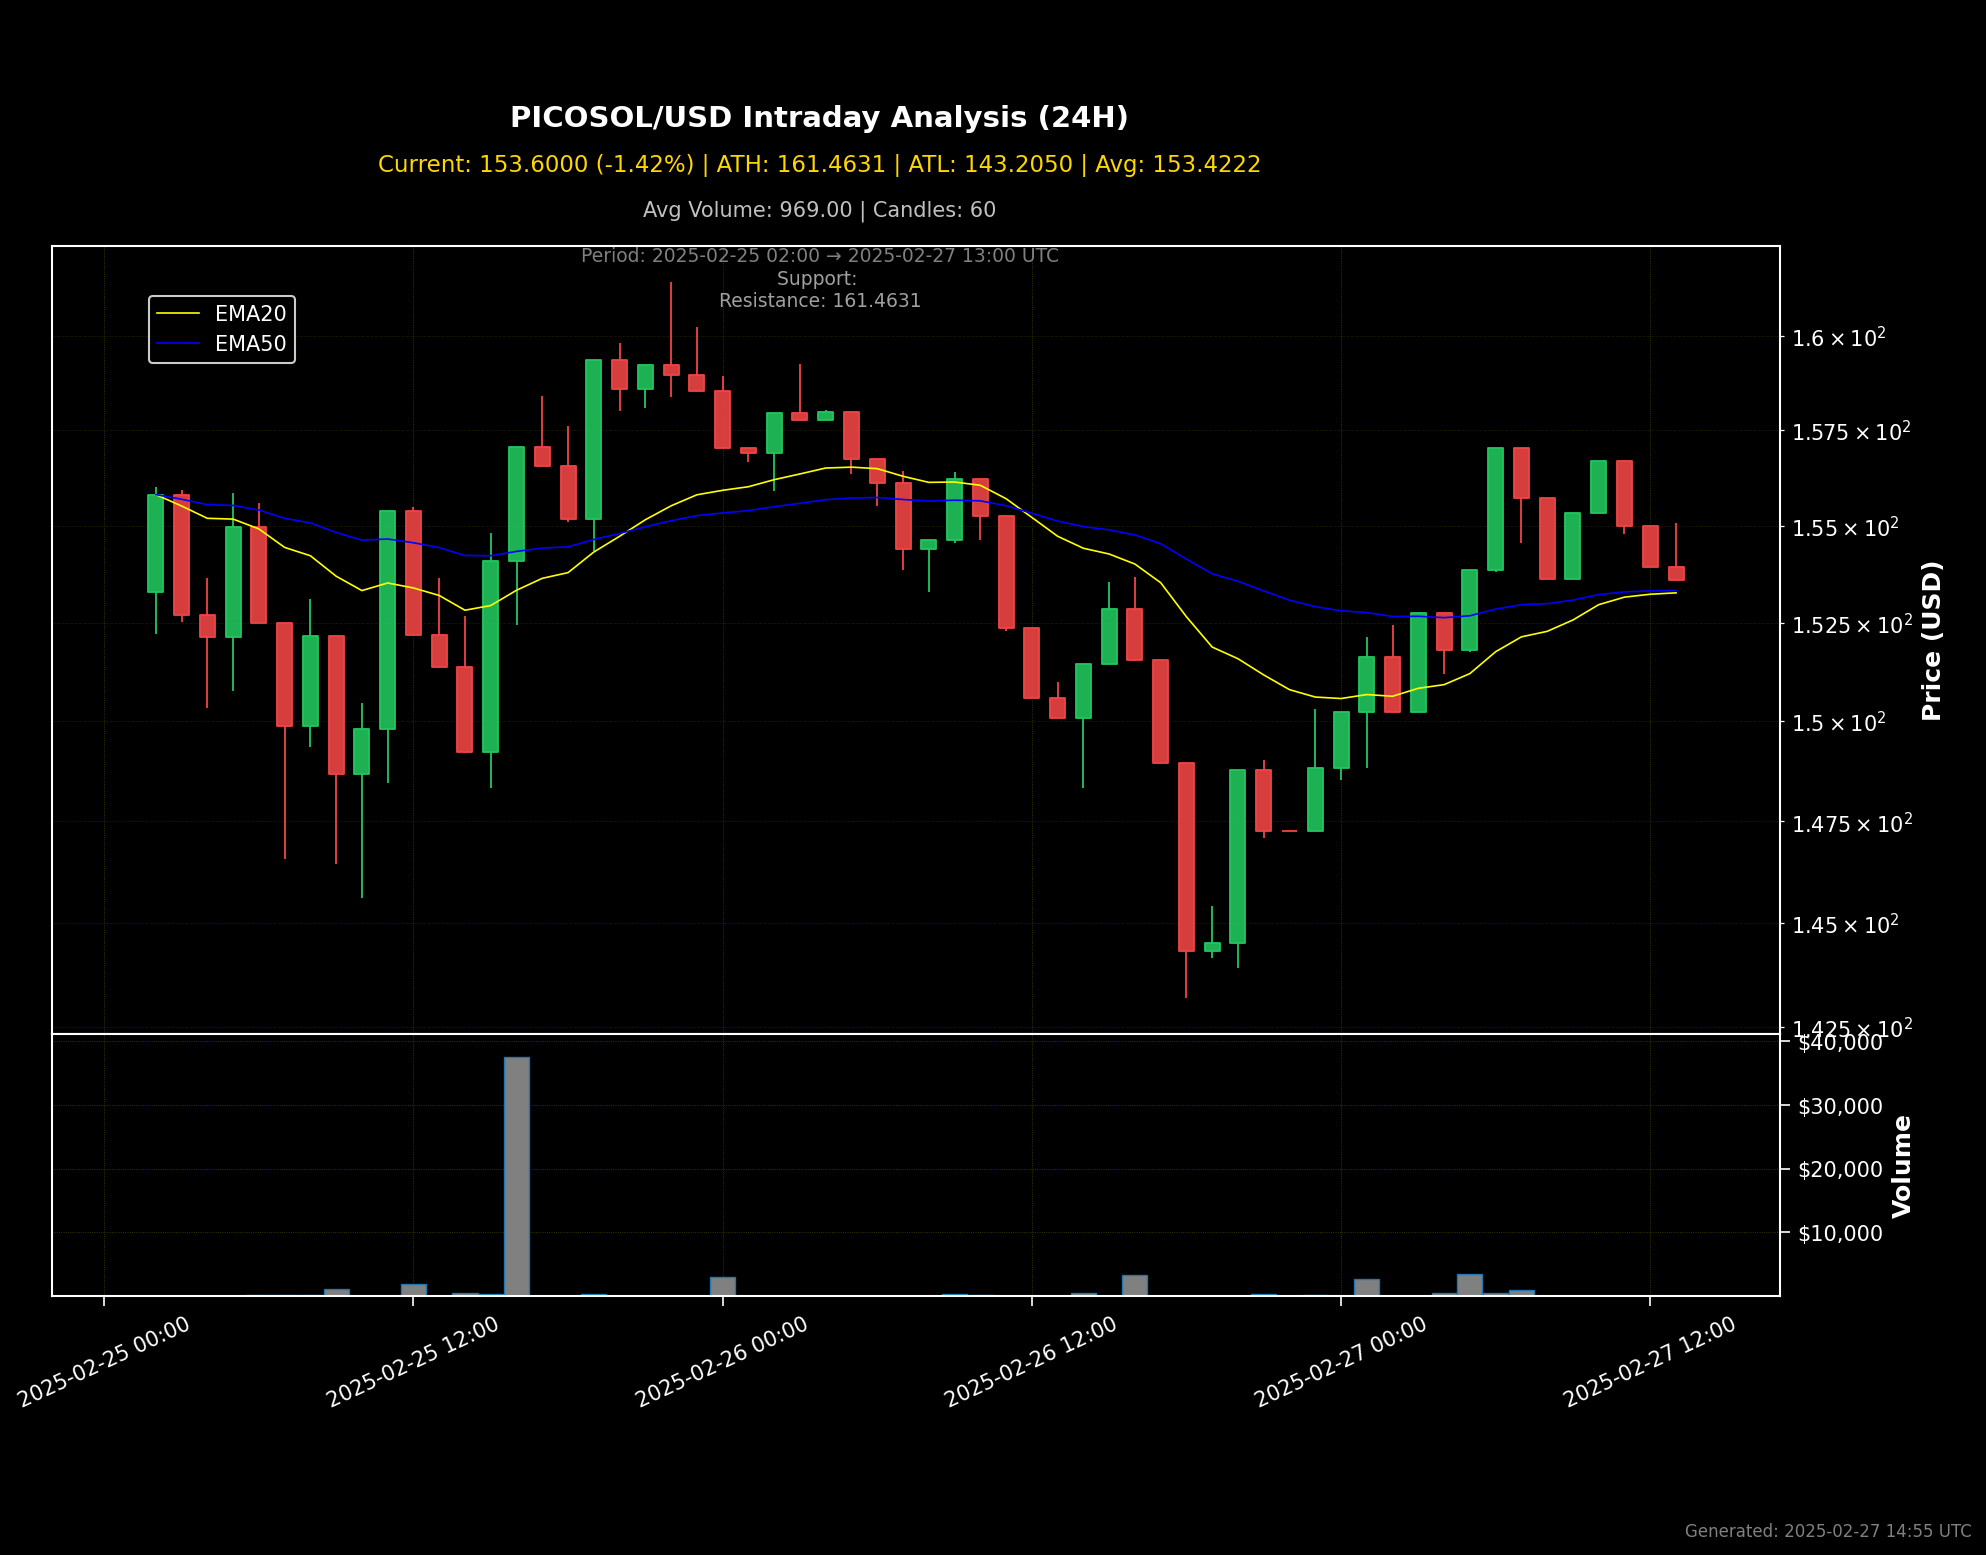 PICOSOL/USD Intraday Analysis (24H)
Current: 153.6000 (-1.42%) | ATH: 161.4631 | ATL: 143.2050 | Avg: 153.4222
Avg Volume: 969.00 | Candles: 60
Period: 2025-02-25 02:00 → 2025-02-27 13:00 UTC
Support:
Resistance: 161.4631
EMA20
EMA50
1.6 × 10²
1.575 × 10²
1.55 × 10²
1.525 × 10²
1.5 × 10²
1.475 × 10²
1.45 × 10²
1.425 × 10²
Price (USD)
$40,000
$30,000
$20,000
$10,000
Volume
2025-02-25 00:00
2025-02-25 12:00
2025-02-26 00:00
2025-02-26 12:00
2025-02-27 00:00
2025-02-27 12:00
Generated: 2025-02-27 14:55 UTC